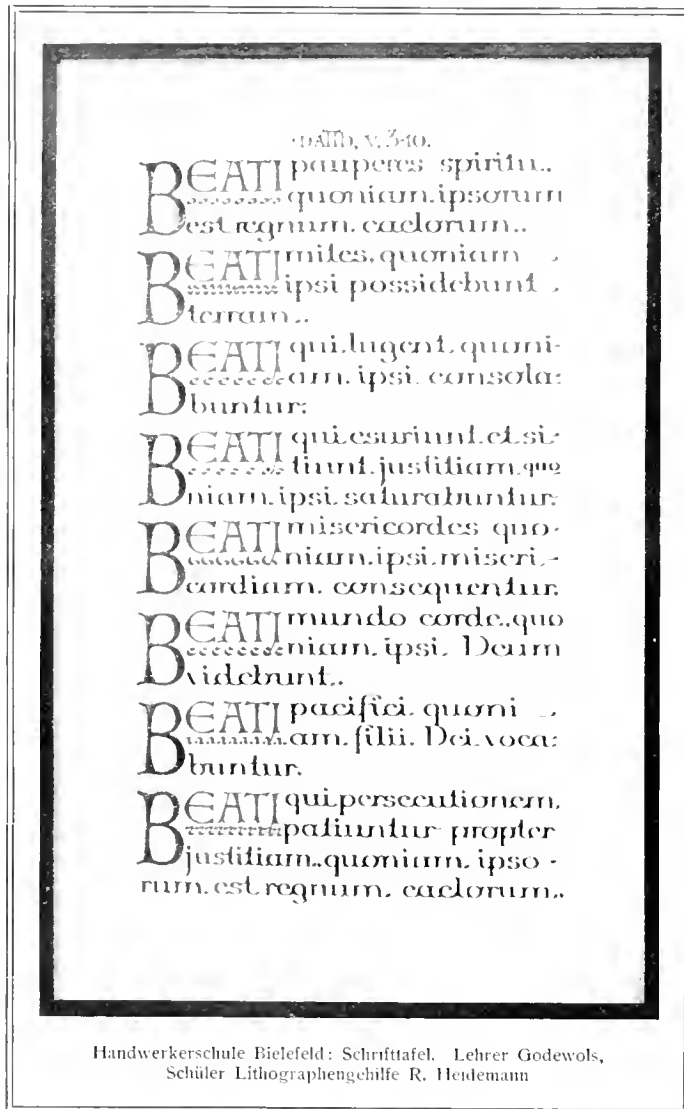 MATTH, V. 3-10.
BEATI pauperes spiritu..
quoniam. ipsorum
est regnum. caelorum..
BEATI mites, quoniam .
ipsi possidebunt .
terram..
BEATI qui. lugent. quoni-
am. ipsi. consola:
buntur:
BEATI qui. esuriunt. et. si-
tiunt. justitiam. quo
niam. ipsi. saturabuntur:
BEATI misericordes quo-
niam. ipsi. miseri.-
cordiam. consequentur.
BEATI mundo corde..quo
niam. ipsi. Deum
videbunt..
BEATI pacifici. quoni -.
am. filii. Dei. voca:
buntur.
BEATI qui persecutionem.
patiuntur propter
justitiam..quonium. ipso -
rum. est regnum. caelorum..
Handwerkerschule Bielefeld: Schrifttafel. Lehrer Godewols,
Schüler Lithographengehilfe R. Heidemann